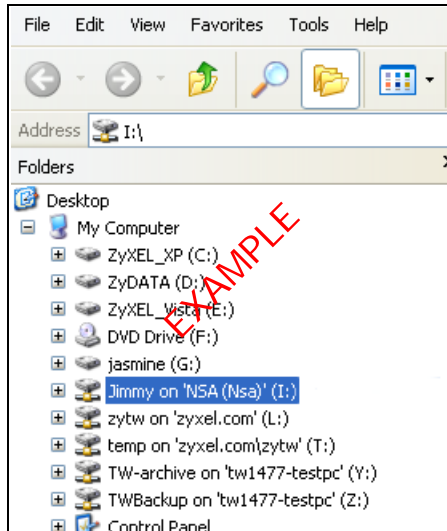 File Edit View Favorites Tools Help
Address I:\
Folders
Desktop
My Computer
ZyXEL_XP (C:)
ZyDATA (D:)
ZyXEL_Vista (E:)
DVD Drive (F:)
jasmine (G:)
Jimmy on 'NSA (Nsa)' (I:)
zytw on 'zyxel.com' (L:)
temp on 'zyxel.com\zytw' (T:)
TW-archive on 'tw1477-testpc' (Y:)
TWBackup on 'tw1477-testpc' (Z:)
Control Panel
EXAMPLE